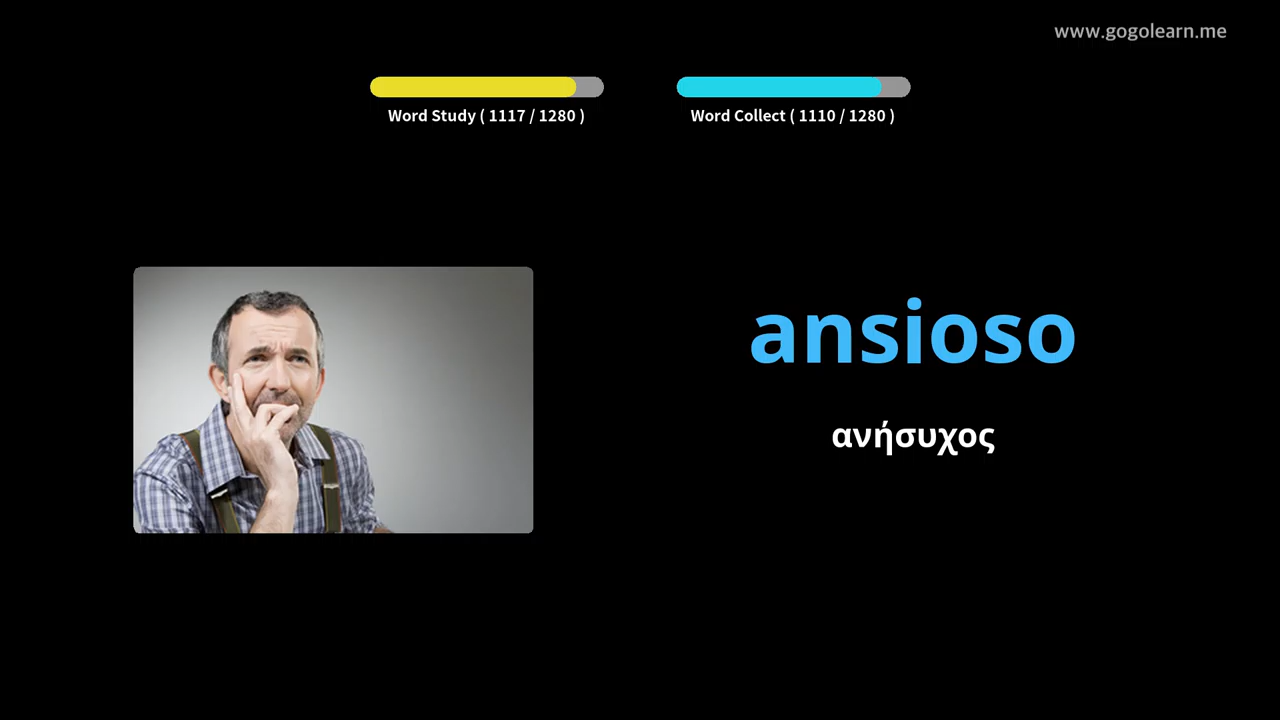 www.gogolearn.me
Word Study ( 1117 / 1280 )
Word Collect ( 1110 / 1280 )
ansioso
ανήσυχος